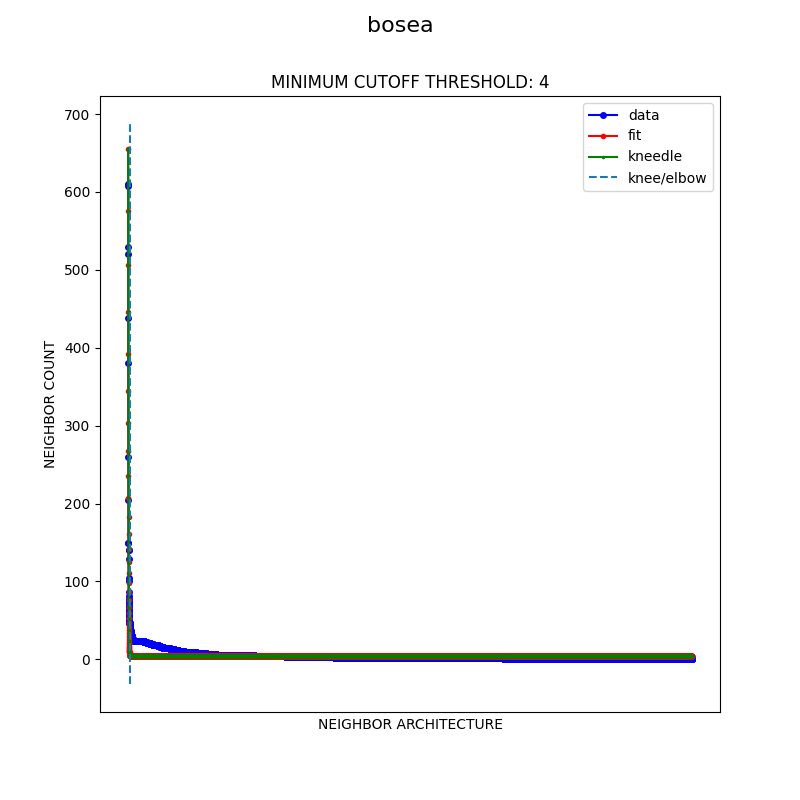 bosea
MINIMUM CUTOFF THRESHOLD: 4
data
fit
kneedle
knee/elbow
700
600
500
400
300
200
100
0
NEIGHBOR COUNT
NEIGHBOR ARCHITECTURE